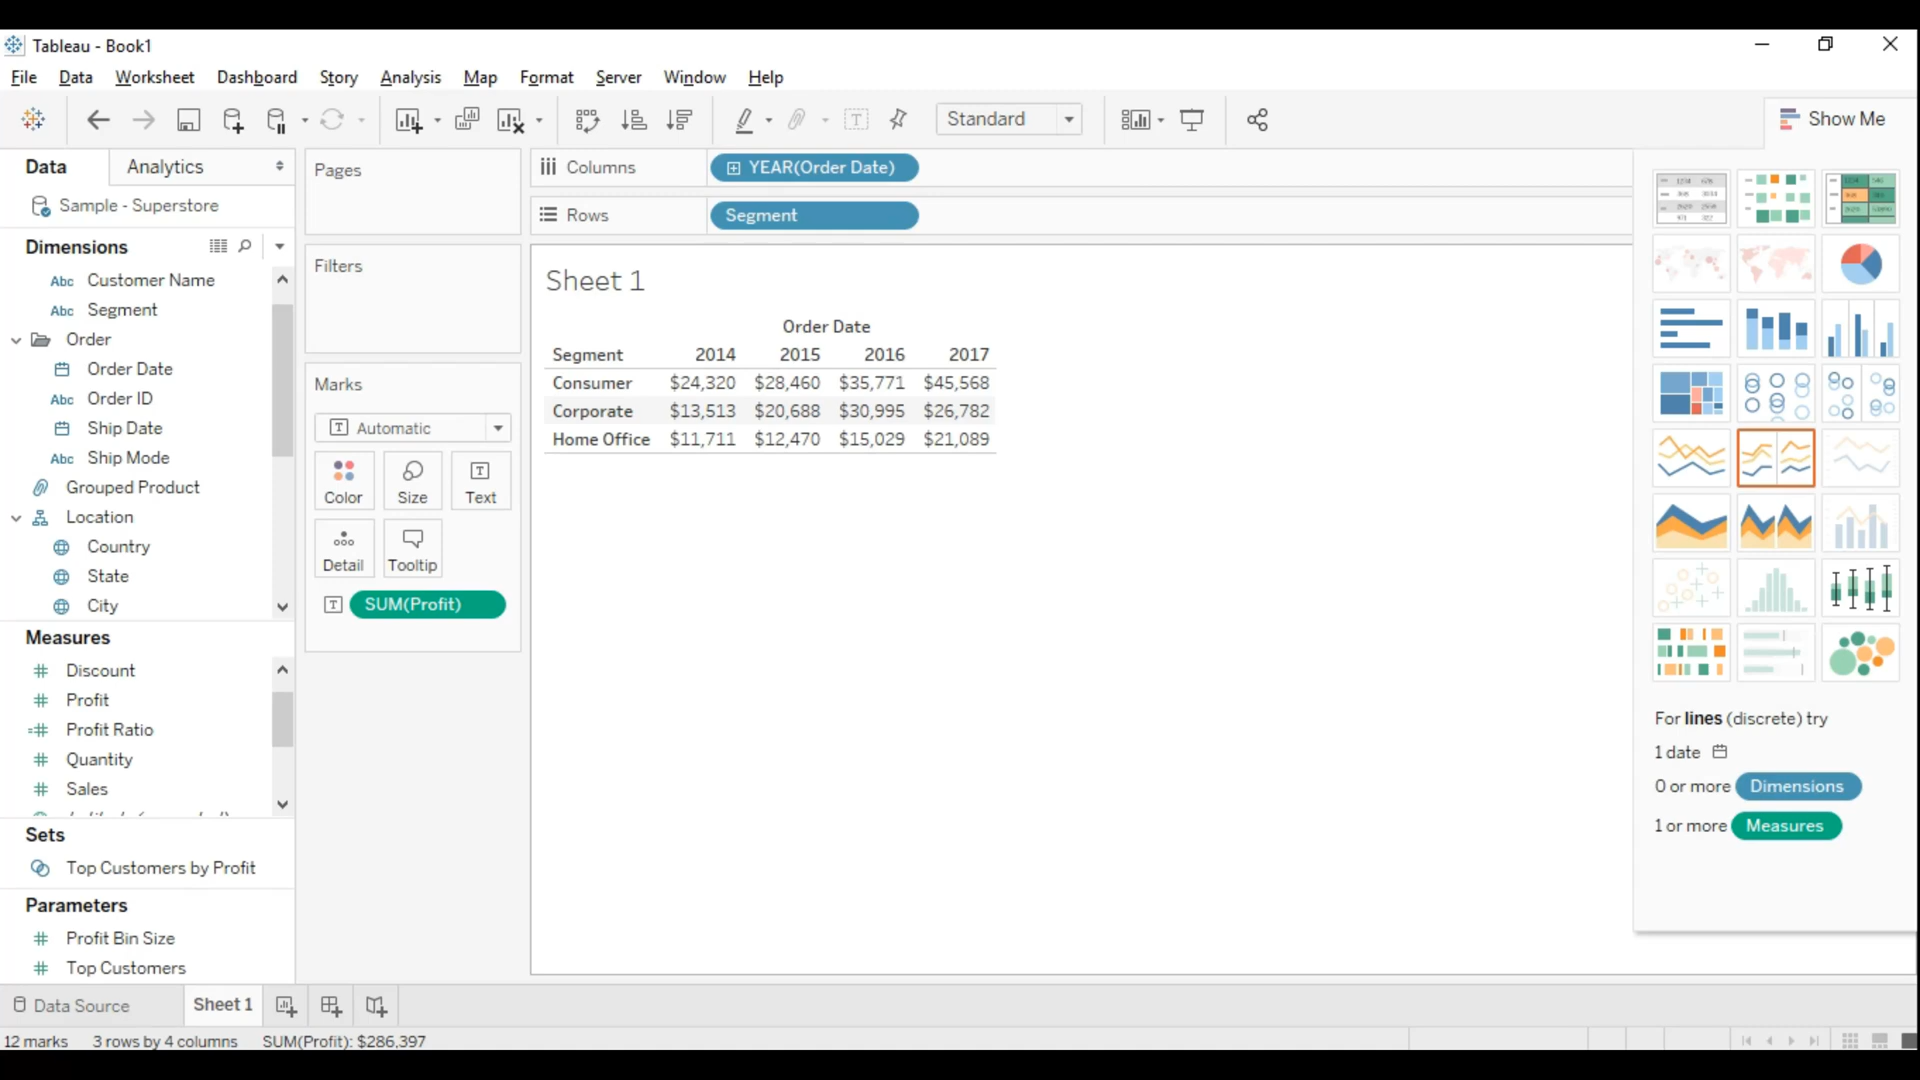 Tableau - Book1
File Data Worksheet Dashboard Story Analysis Map Format Server Window Help
Standard
Show Me
Data Analytics
Sample - Superstore
Dimensions
Abc Customer Name
Abc Segment
Order
Order Date
Abc Order ID
Ship Date
Abc Ship Mode
Grouped Product
Location
Country
State
City
Measures
# Discount
# Profit
=# Profit Ratio
# Quantity
# Sales
Sets
Top Customers by Profit
Parameters
# Profit Bin Size
# Top Customers
Pages
Filters
Marks
T Automatic
Color Size Text
Detail Tooltip
T SUM(Profit)
Columns YEAR(Order Date)
Rows Segment
Sheet 1
Order Date
Segment 2014 2015 2016 2017
Consumer $24,320 $28,460 $35,771 $45,568
Corporate $13,513 $20,688 $30,995 $26,782
Home Office $11,711 $12,470 $15,029 $21,089
For lines (discrete) try
1 date
0 or more Dimensions
1 or more Measures
Data Source Sheet 1
12 marks 3 rows by 4 columns SUM(Profit): $286,397